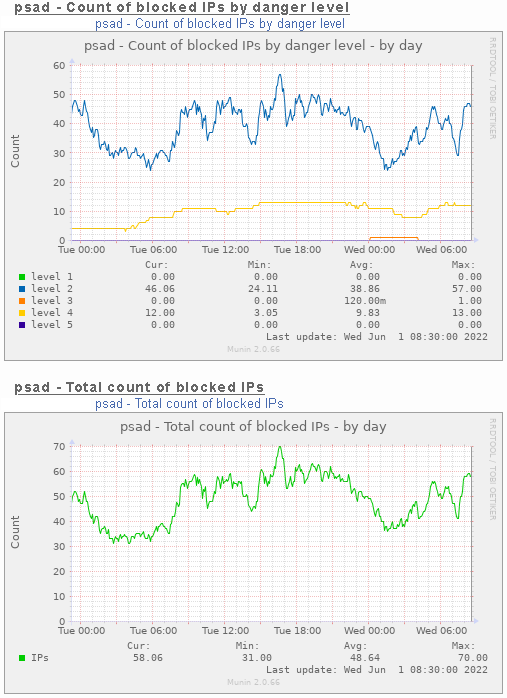 psad - Count of blocked IPs by danger level
psad - Count of blocked IPs by danger level
psad - Count of blocked IPs by danger level - by day
RRDTOOL / TOBI OETIKER
Count
60
50
40
30
20
10
0
Tue 00:00 Tue 06:00 Tue 12:00 Tue 18:00 Wed 00:00 Wed 06:00
Cur: Min: Avg: Max:
level 1 0.00 0.00 0.00 0.00
level 2 46.06 24.11 38.86 57.00
level 3 0.00 0.00 120.00m 1.00
level 4 12.00 3.05 9.83 13.00
level 5 0.00 0.00 0.00 0.00
Last update: Wed Jun 1 08:30:00 2022
Munin 2.0.66
psad - Total count of blocked IPs
psad - Total count of blocked IPs
psad - Total count of blocked IPs - by day
RRDTOOL / TOBI OETIKER
Count
70
60
50
40
30
20
10
0
Tue 00:00 Tue 06:00 Tue 12:00 Tue 18:00 Wed 00:00 Wed 06:00
Cur: Min: Avg: Max:
IPs 58.06 31.00 48.64 70.00
Last update: Wed Jun 1 08:30:00 2022
Munin 2.0.66